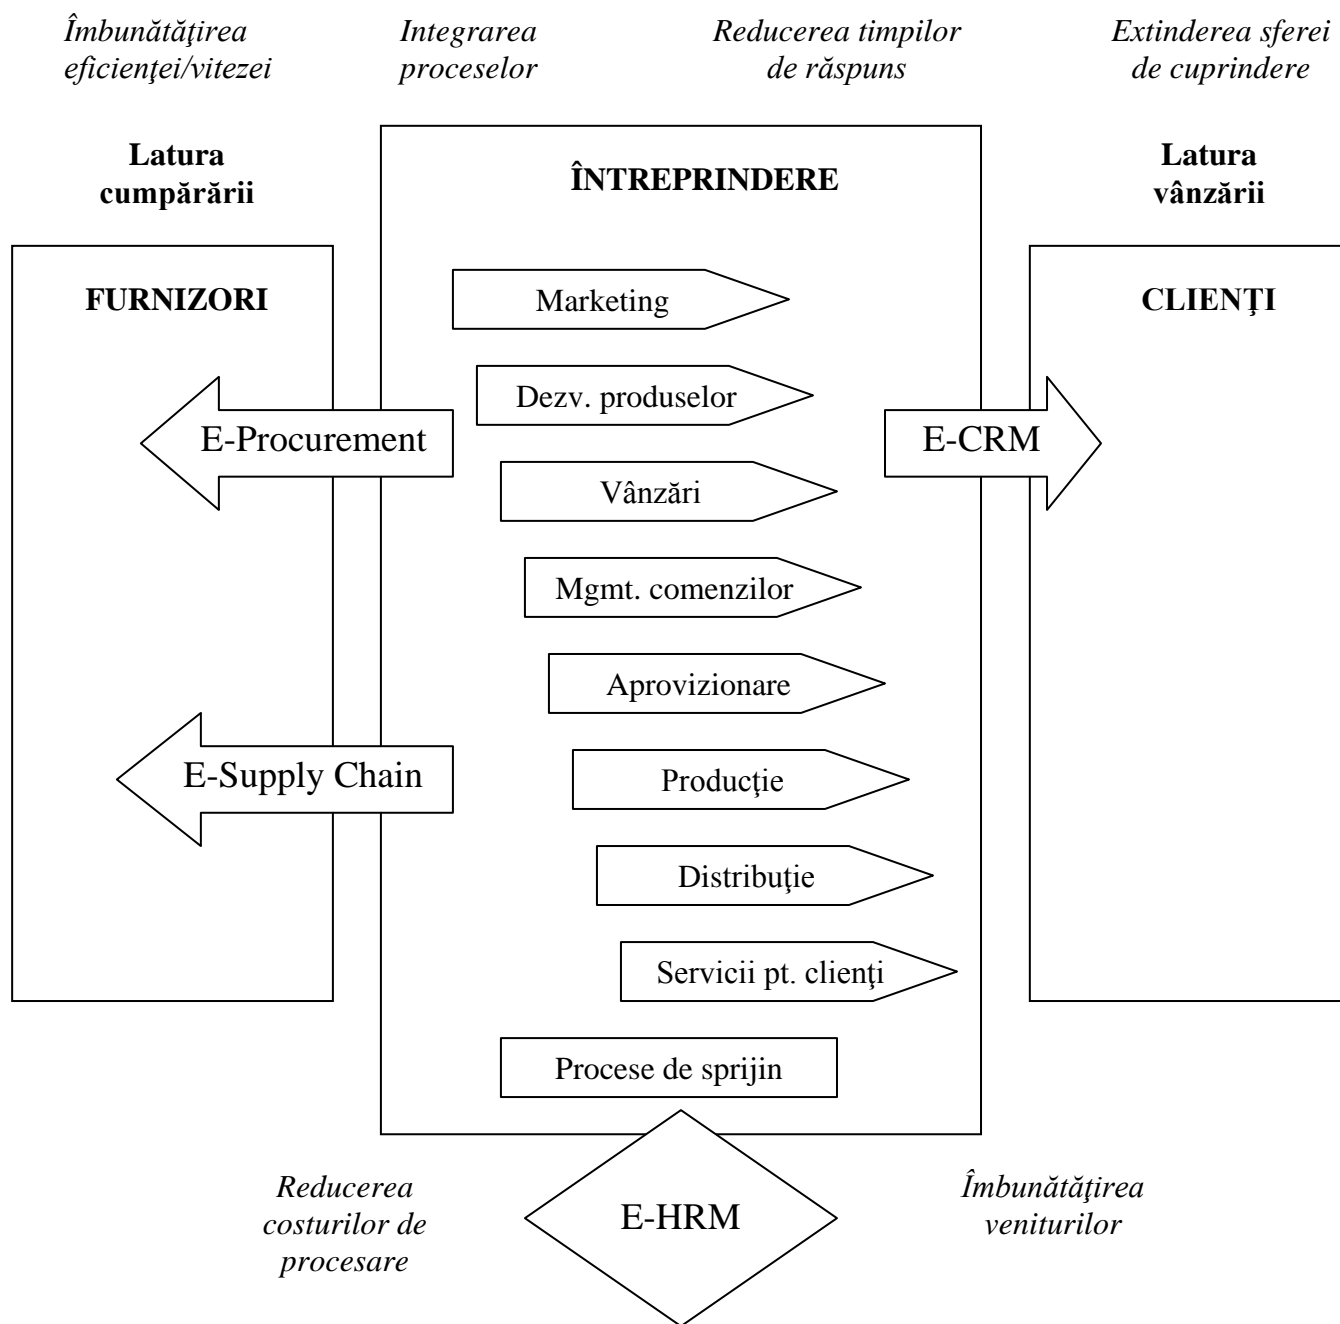 Îmbunătăţirea
eficienţei/vitezei
Integrarea
proceselor
Reducerea timpilor
de răspuns
Extinderea sferei
de cuprindere
Latura
cumpărării
ÎNTREPRINDERE
Latura
vânzării
FURNIZORI
Marketing
CLIENŢI
Dezv. produselor
E-Procurement
E-CRM
Vânzări
Mgmt. comenzilor
Aprovizionare
E-Supply Chain
Producţie
Distribuţie
Servicii pt. clienţi
Procese de sprijin
Reducerea
costurilor de
procesare
E-HRM
Îmbunătăţirea
veniturilor